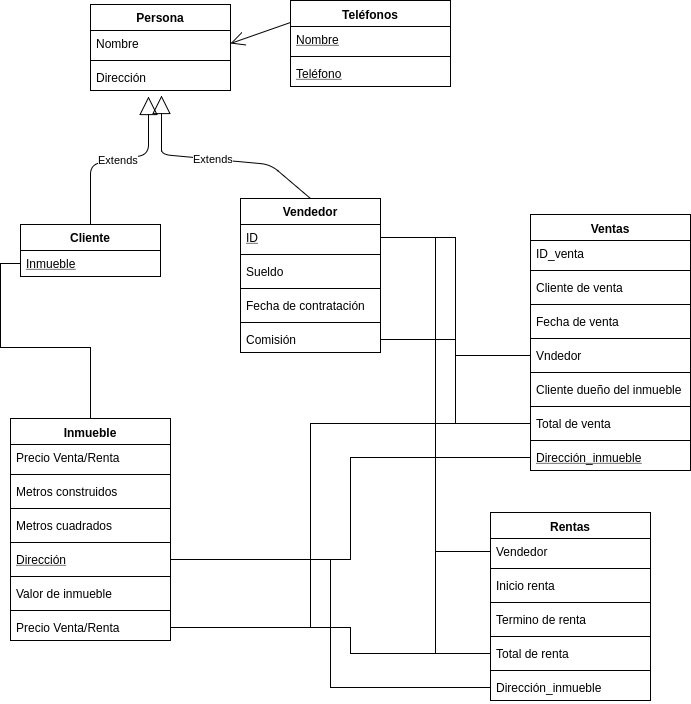 Persona
Nombre
Dirección
Teléfonos
Nombre
Teléfono
Extends
Extends
Cliente
Inmueble
Vendedor
ID
Sueldo
Fecha de contratación
Comisión
Ventas
ID_venta
Cliente de venta
Fecha de venta
Vndedor
Cliente dueño del inmueble
Total de venta
Dirección_inmueble
Inmueble
Precio Venta/Renta
Metros construidos
Metros cuadrados
Dirección
Valor de inmueble
Precio Venta/Renta
Rentas
Vendedor
Inicio renta
Termino de renta
Total de renta
Dirección_inmueble